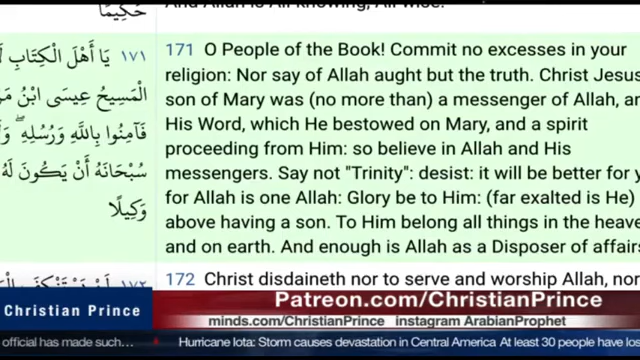 And Allah is All-knowing, All-wise.
حَكِيمًا
١٧١ يَا أَهْلَ الْكِتَابِ
الْمَسِيحُ عِيسَى ابْنُ
فَآمِنُوا بِاللَّهِ وَرُسُلِهِ ۖ
سُبْحَانَهُ أَنْ يَكُونَ لَهُ
وَكِيلًا
171 O People of the Book! Commit no excesses in your
religion: Nor say of Allah aught but the truth. Christ Jesus
son of Mary was (no more than) a messenger of Allah, an
His Word, which He bestowed on Mary, and a spirit
proceeding from Him: so believe in Allah and His
messengers. Say not "Trinity": desist: it will be better for y
for Allah is one Allah: Glory be to Him: (far exalted is He)
above having a son. To Him belong all things in the heave
and on earth. And enough is Allah as a Disposer of affairs
١٧٢
172 Christ disdaineth nor to serve and worship Allah, nor
Christian Prince
Patreon.com/ChristianPrince
minds.com/ChristianPrince instagram ArabianProphet
official has made such... Hurricane Iota: Storm causes devastation in Central America At least 30 people have los